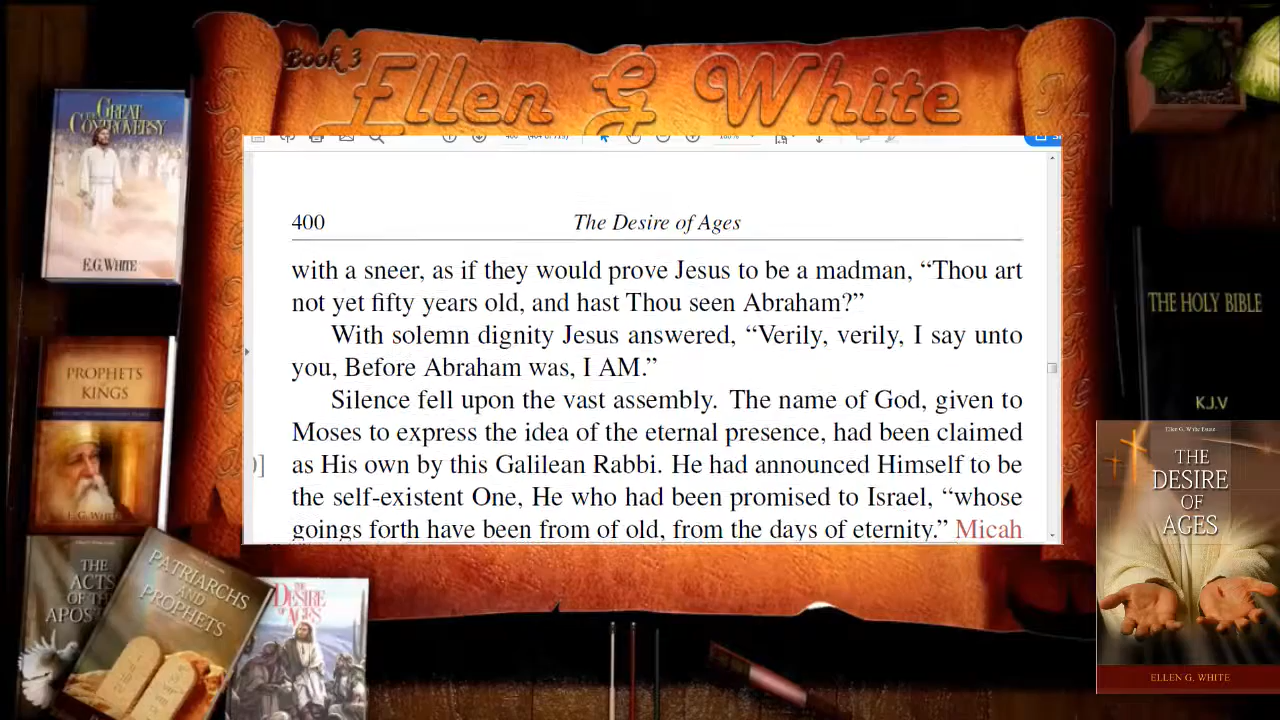 Book 3
Ellen G White
THE
GREAT
CONTROVERSY
E.G. WHITE
400
The Desire of Ages
with a sneer, as if they would prove Jesus to be a madman, “Thou art
not yet fifty years old, and hast Thou seen Abraham?”
With solemn dignity Jesus answered, “Verily, verily, I say unto
you, Before Abraham was, I AM.”
Silence fell upon the vast assembly. The name of God, given to
Moses to express the idea of the eternal presence, had been claimed
as His own by this Galilean Rabbi. He had announced Himself to be
the self-existent One, He who had been promised to Israel, “whose
goings forth have been from of old, from the days of eternity.” Micah
PROPHETS
AND
KINGS
E.G. WHITE
THE
ACTS
OF THE
PATRIARCHS
AND
PROPHETS
THE
DESIRE
OF AGES
THE HOLY BIBLE
K.J.V
Ellen G. White
THE
DESIRE
OF
AGES
ELLEN G. WHITE